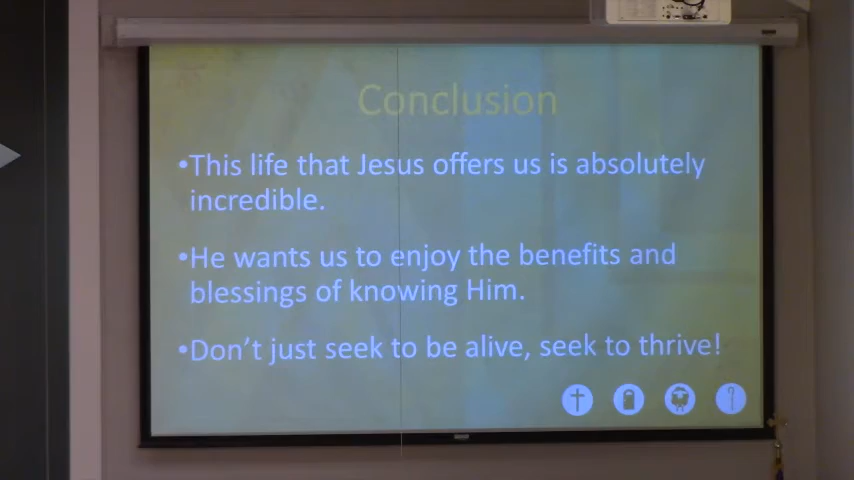 Conclusion
•This life that Jesus offers us is absolutely
incredible.
•He wants us to enjoy the benefits and
blessings of knowing Him.
•Don't just seek to be alive, seek to thrive!